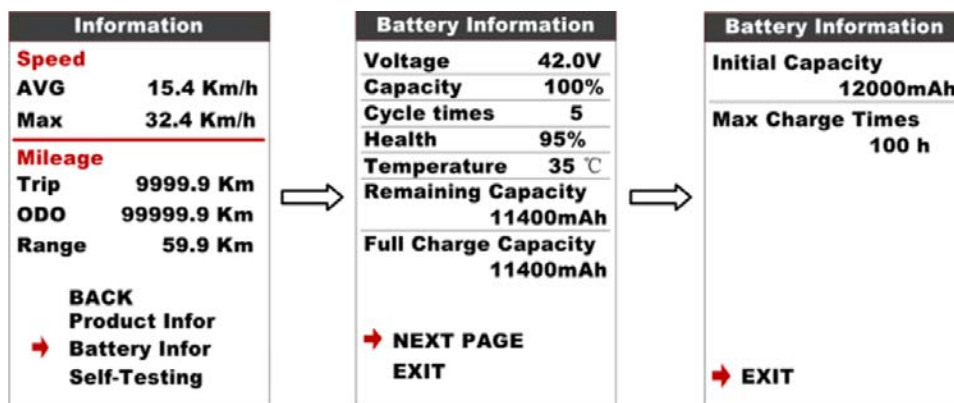 Information
Speed
AVG 15.4 Km/h
Max 32.4 Km/h
Mileage
Trip 9999.9 Km
ODO 99999.9 Km
Range 59.9 Km
BACK
Product Infor
Battery Infor
Self-Testing
Battery Information
Voltage 42.0V
Capacity 100%
Cycle times 5
Health 95%
Temperature 35 ℃
Remaining Capacity
11400mAh
Full Charge Capacity
11400mAh
NEXT PAGE
EXIT
Battery Information
Initial Capacity
12000mAh
Max Charge Times
100 h
EXIT